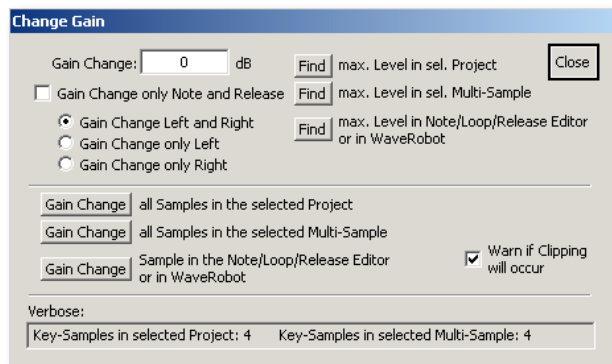 Change Gain
Gain Change: 0 dB
Find max. Level in sel. Project
Close
Gain Change only Note and Release
Find max. Level in sel. Multi-Sample
Gain Change Left and Right
Gain Change only Left
Gain Change only Right
Find max. Level in Note/Loop/Release Editor
or in WaveRobot
Gain Change all Samples in the selected Project
Gain Change all Samples in the selected Multi-Sample
Gain Change Sample in the Note/Loop/Release Editor
or in WaveRobot
Warn if Clipping
will occur
Verbose:
Key-Samples in selected Project: 4 Key-Samples in selected Multi-Sample: 4